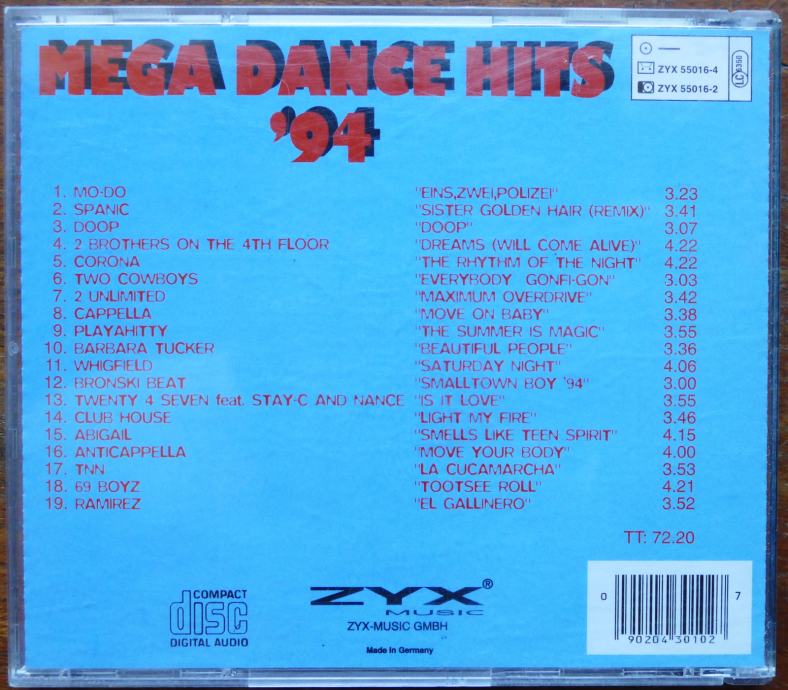 MEGA DANCE HITS
'94
ZYX 55016-4
ZYX 55016-2
LC 6350
1. MO-DO "EINS,ZWEI,POLIZEI" 3.23
2. SPANIC "SISTER GOLDEN HAIR (REMIX)" 3.41
3. DOOP "DOOP" 3.07
4. 2 BROTHERS ON THE 4TH FLOOR "DREAMS (WILL COME ALIVE)" 4.22
5. CORONA "THE RHYTHM OF THE NIGHT" 4.22
6. TWO COWBOYS "EVERYBODY GONFI-GON" 3.03
7. 2 UNLIMITED "MAXIMUM OVERDRIVE" 3.42
8. CAPPELLA "MOVE ON BABY" 3.38
9. PLAYAHITTY "THE SUMMER IS MAGIC" 3.55
10. BARBARA TUCKER "BEAUTIFUL PEOPLE" 3.36
11. WHIGFIELD "SATURDAY NIGHT" 4.06
12. BRONSKI BEAT "SMALLTOWN BOY '94" 3.00
13. TWENTY 4 SEVEN feat. STAY-C AND NANCE "IS IT LOVE" 3.55
14. CLUB HOUSE "LIGHT MY FIRE" 3.46
15. ABIGAIL "SMELLS LIKE TEEN SPIRIT" 4.15
16. ANTICAPPELLA "MOVE YOUR BODY" 4.00
17. TNN "LA CUCAMARCHA" 3.53
18. 69 BOYZ "TOOTSEE ROLL" 4.21
19. RAMIREZ "EL GALLINERO" 3.52
TT: 72.20
COMPACT
disc
DIGITAL AUDIO
ZYX®
MUSIC
ZYX-MUSIC GMBH
Made in Germany
0 90204 30102 7